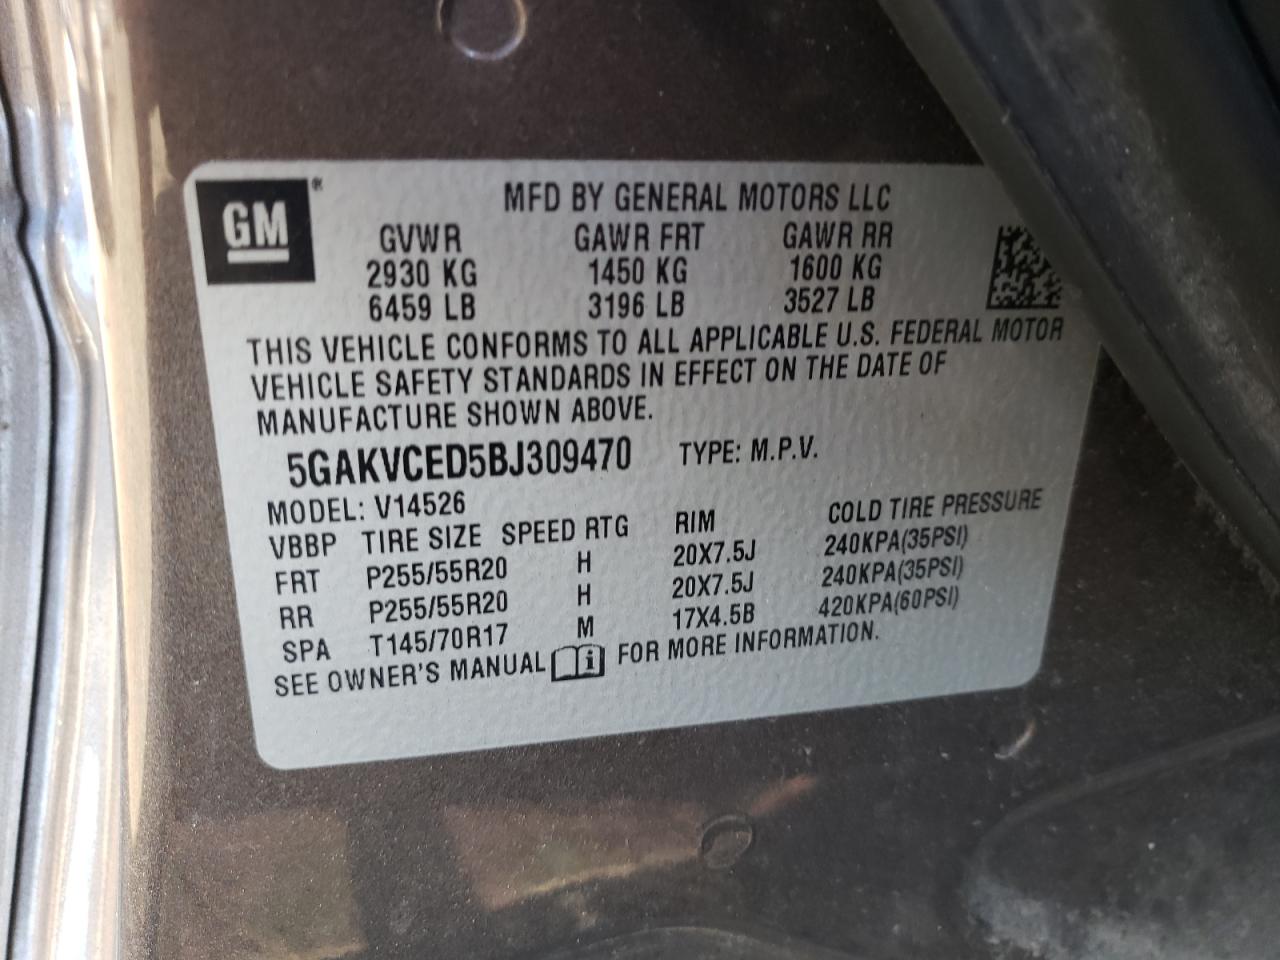 GM®
MFD BY GENERAL MOTORS LLC
GVWR GAWR FRT GAWR RR
2930 KG 1450 KG 1600 KG
6459 LB 3196 LB 3527 LB
THIS VEHICLE CONFORMS TO ALL APPLICABLE U.S. FEDERAL MOTOR
VEHICLE SAFETY STANDARDS IN EFFECT ON THE DATE OF
MANUFACTURE SHOWN ABOVE.
5GAKVCED5BJ309470 TYPE: M.P.V.
MODEL: V14526
VBBP TIRE SIZE SPEED RTG RIM COLD TIRE PRESSURE
FRT P255/55R20 H 20X7.5J 240KPA(35PSI)
RR P255/55R20 H 20X7.5J 240KPA(35PSI)
SPA T145/70R17 M 17X4.5B 420KPA(60PSI)
SEE OWNER'S MANUAL i FOR MORE INFORMATION.